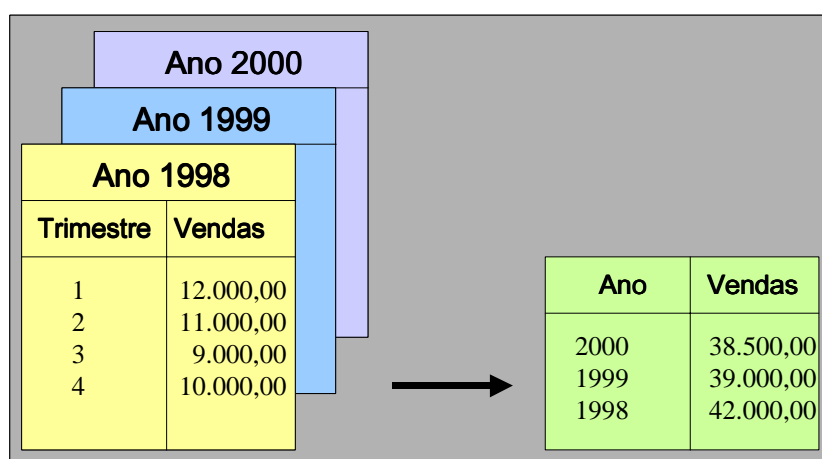 Ano 2000
Ano 1999
Ano 1998
Trimestre Vendas
1 12.000,00
2 11.000,00
3 9.000,00
4 10.000,00
Ano Vendas
2000 38.500,00
1999 39.000,00
1998 42.000,00